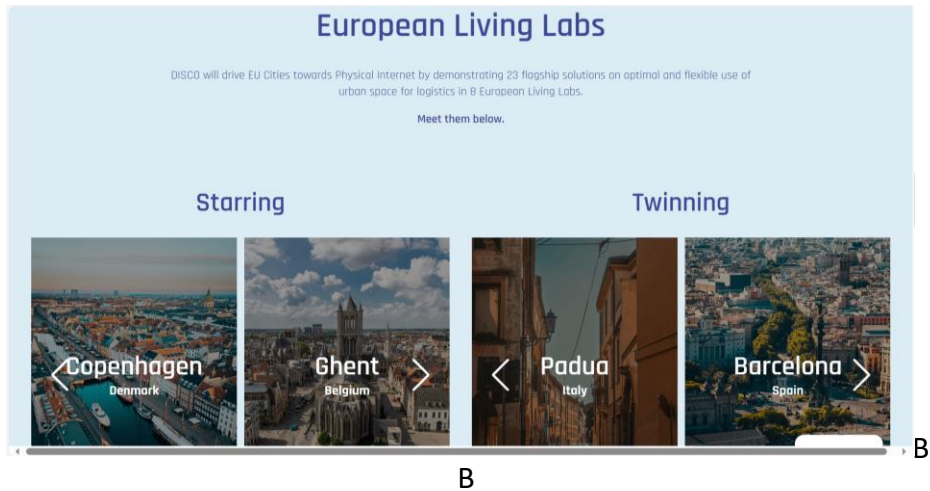 European Living Labs
DISCO will drive EU Cities towards Physical Internet by demonstrating 23 flagship solutions on optimal and flexible use of
urban space for logistics in 8 European Living Labs.
Meet them below.
Starring
Twinning
Copenhagen
Denmark
Ghent
Belgium
Padua
Italy
Barcelona
Spain
B
B